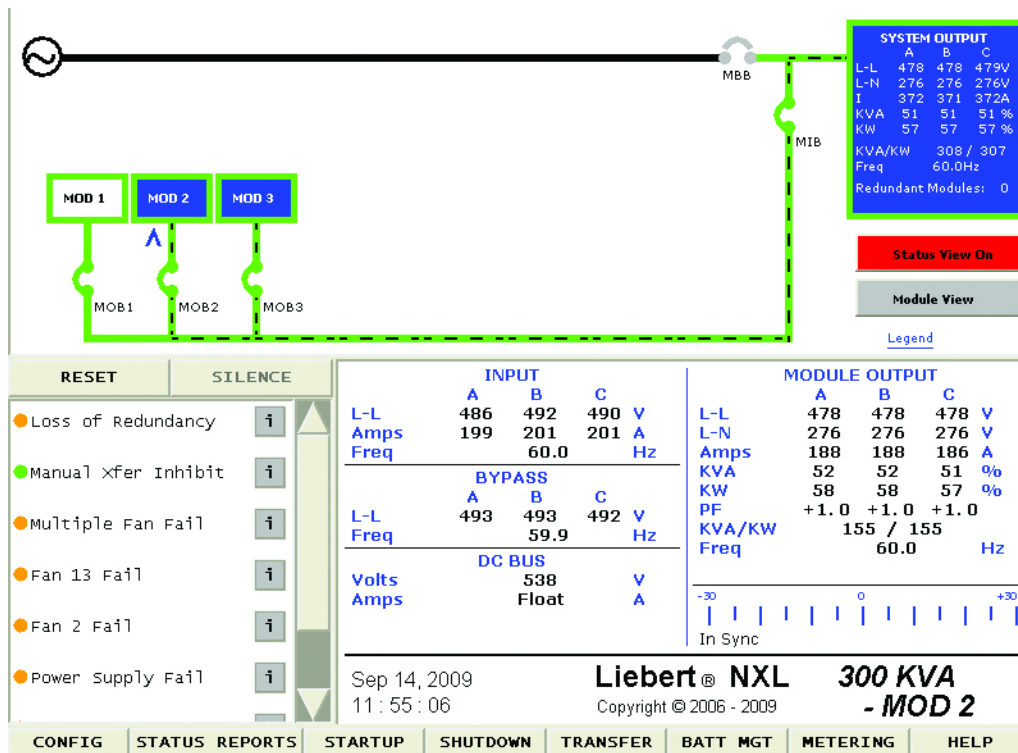 SYSTEM OUTPUT
A B C
L-L 478 478 479V
L-N 276 276 276V
I 372 371 372A
KVA 51 51 51 %
KW 57 57 57 %
KVA/KW 308 / 307
Freq 60.0Hz
Redundant Modules: 0
MBB
MIB
MOD 1 MOD 2 MOD 3
MOB1 MOB2 MOB3
Status View On
Module View
Legend
RESET SILENCE
Loss of Redundancy i
Manual Xfer Inhibit i
Multiple Fan Fail i
Fan 13 Fail i
Fan 2 Fail i
Power Supply Fail i
INPUT
A B C
L-L 486 492 490 V
Amps 199 201 201 A
Freq 60.0 Hz
BYPASS
A B C
L-L 493 493 492 V
Freq 59.9 Hz
DC BUS
Volts 538 V
Amps Float A
MODULE OUTPUT
A B C
L-L 478 478 478 V
L-N 276 276 276 V
Amps 188 188 186 A
KVA 52 52 51 %
KW 58 58 57 %
PF +1.0 +1.0 +1.0
KVA/KW 155 / 155
Freq 60.0 Hz
-30 0 +30
In Sync
Sep 14, 2009
11:55:06
Liebert ® NXL
Copyright © 2006 - 2009
300 KVA
- MOD 2
CONFIG STATUS REPORTS STARTUP SHUTDOWN TRANSFER BATT MGT METERING HELP